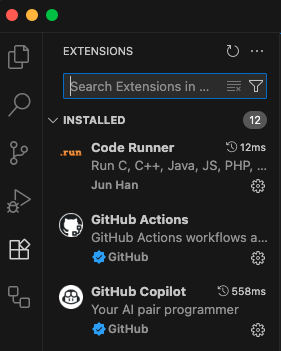 EXTENSIONS
Search Extensions in ...
INSTALLED 12
.run
Code Runner 12ms
Run C, C++, Java, JS, PHP, ...
Jun Han
GitHub Actions
GitHub Actions workflows a...
GitHub
GitHub Copilot 558ms
Your AI pair programmer
GitHub